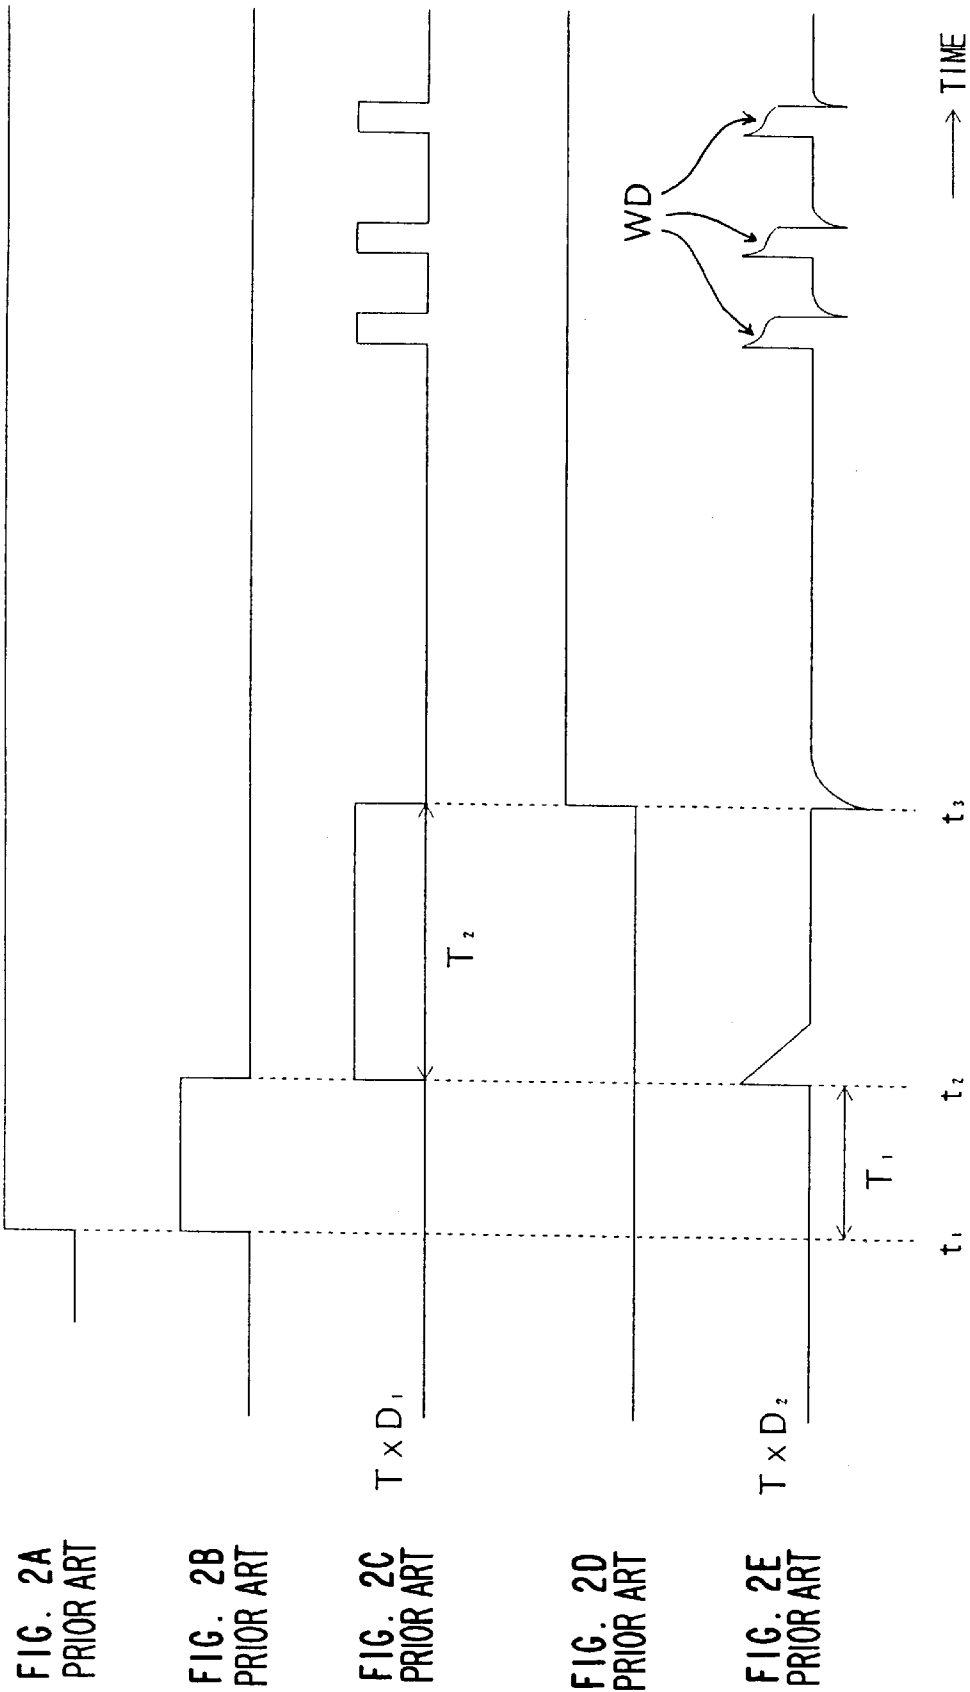 FIG. 2A
PRIOR ART
FIG. 2B
PRIOR ART
FIG. 2C
PRIOR ART
T x D₁
T₂
FIG. 2D
PRIOR ART
FIG. 2E
PRIOR ART
T x D₂
WD
T₁
t₁
t₂
t₃
TIME